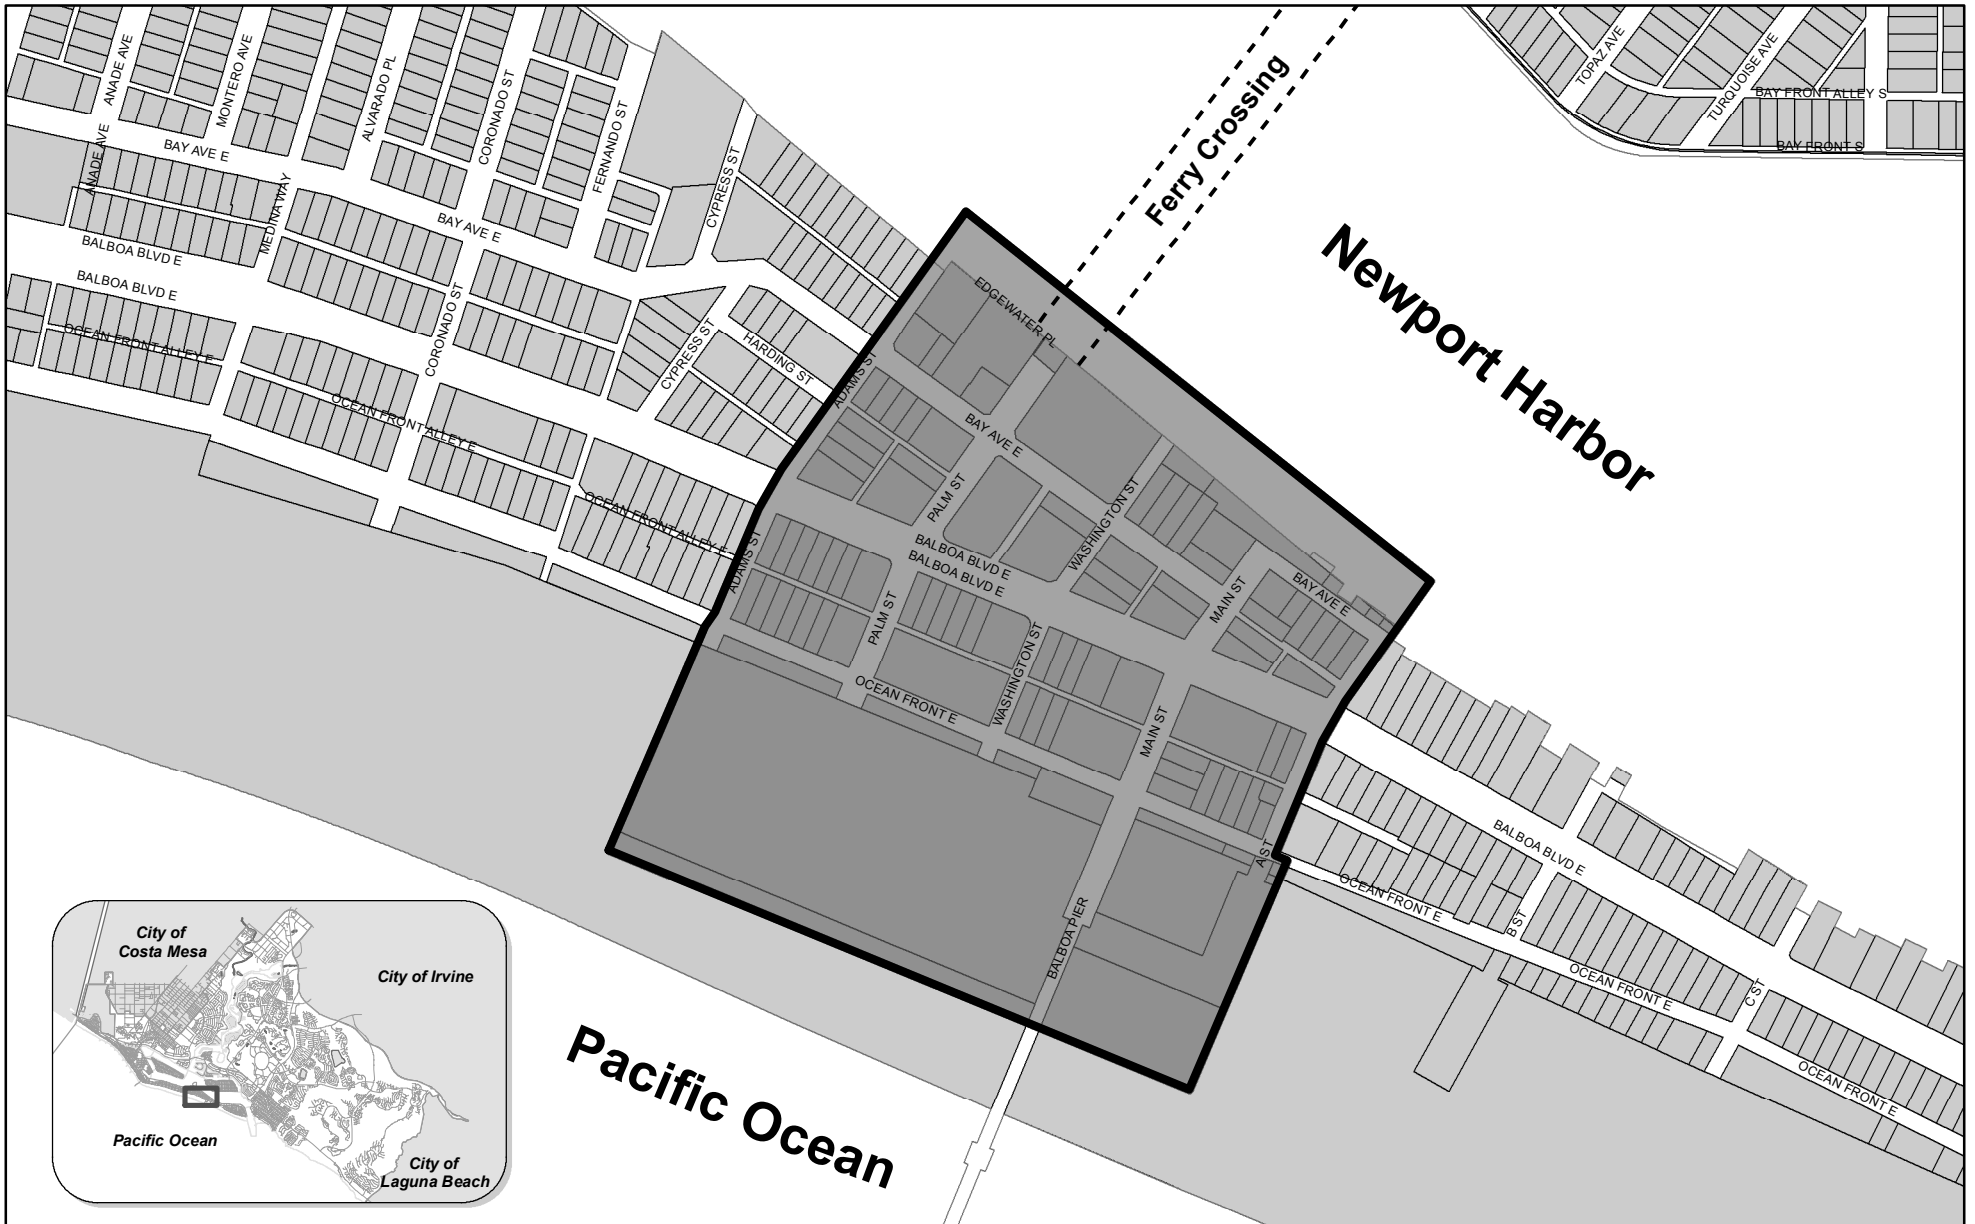 ANADE AVE
MONTERO AVE
ALVARADO PL
CORONADO ST
FERNANDO ST
CYPRESS ST
Ferry Crossing
TOPAZ AVE
TURQUOISE AVE
BAY FRONT ALLEY S
BAY FRONT S
ANADE AVE
BAY AVE E
MEDINA WAY
BAY AVE E
BALBOA BLVD E
BALBOA BLVD E
OCEAN FRONT ALLEY E
CORONADO ST
CYPRESS ST
HARDING ST
OCEAN FRONT ALLEY E
OCEAN FRONT ALLEY E
Newport Harbor
EDGEWATER PL
ADAMS ST
BAY AVE E
PALM ST
WASHINGTON ST
BALBOA BLVD E
BALBOA BLVD E
ADAMS ST
PALM ST
MAIN ST
BAY AVE E
WASHINGTON ST
OCEAN FRONT E
MAIN ST
A ST
BALBOA PIER
BALBOA BLVD E
OCEAN FRONT E
B ST
OCEAN FRONT E
C ST
OCEAN FRONT E
Pacific Ocean
City of
Costa Mesa
City of Irvine
Pacific Ocean
City of
Laguna Beach